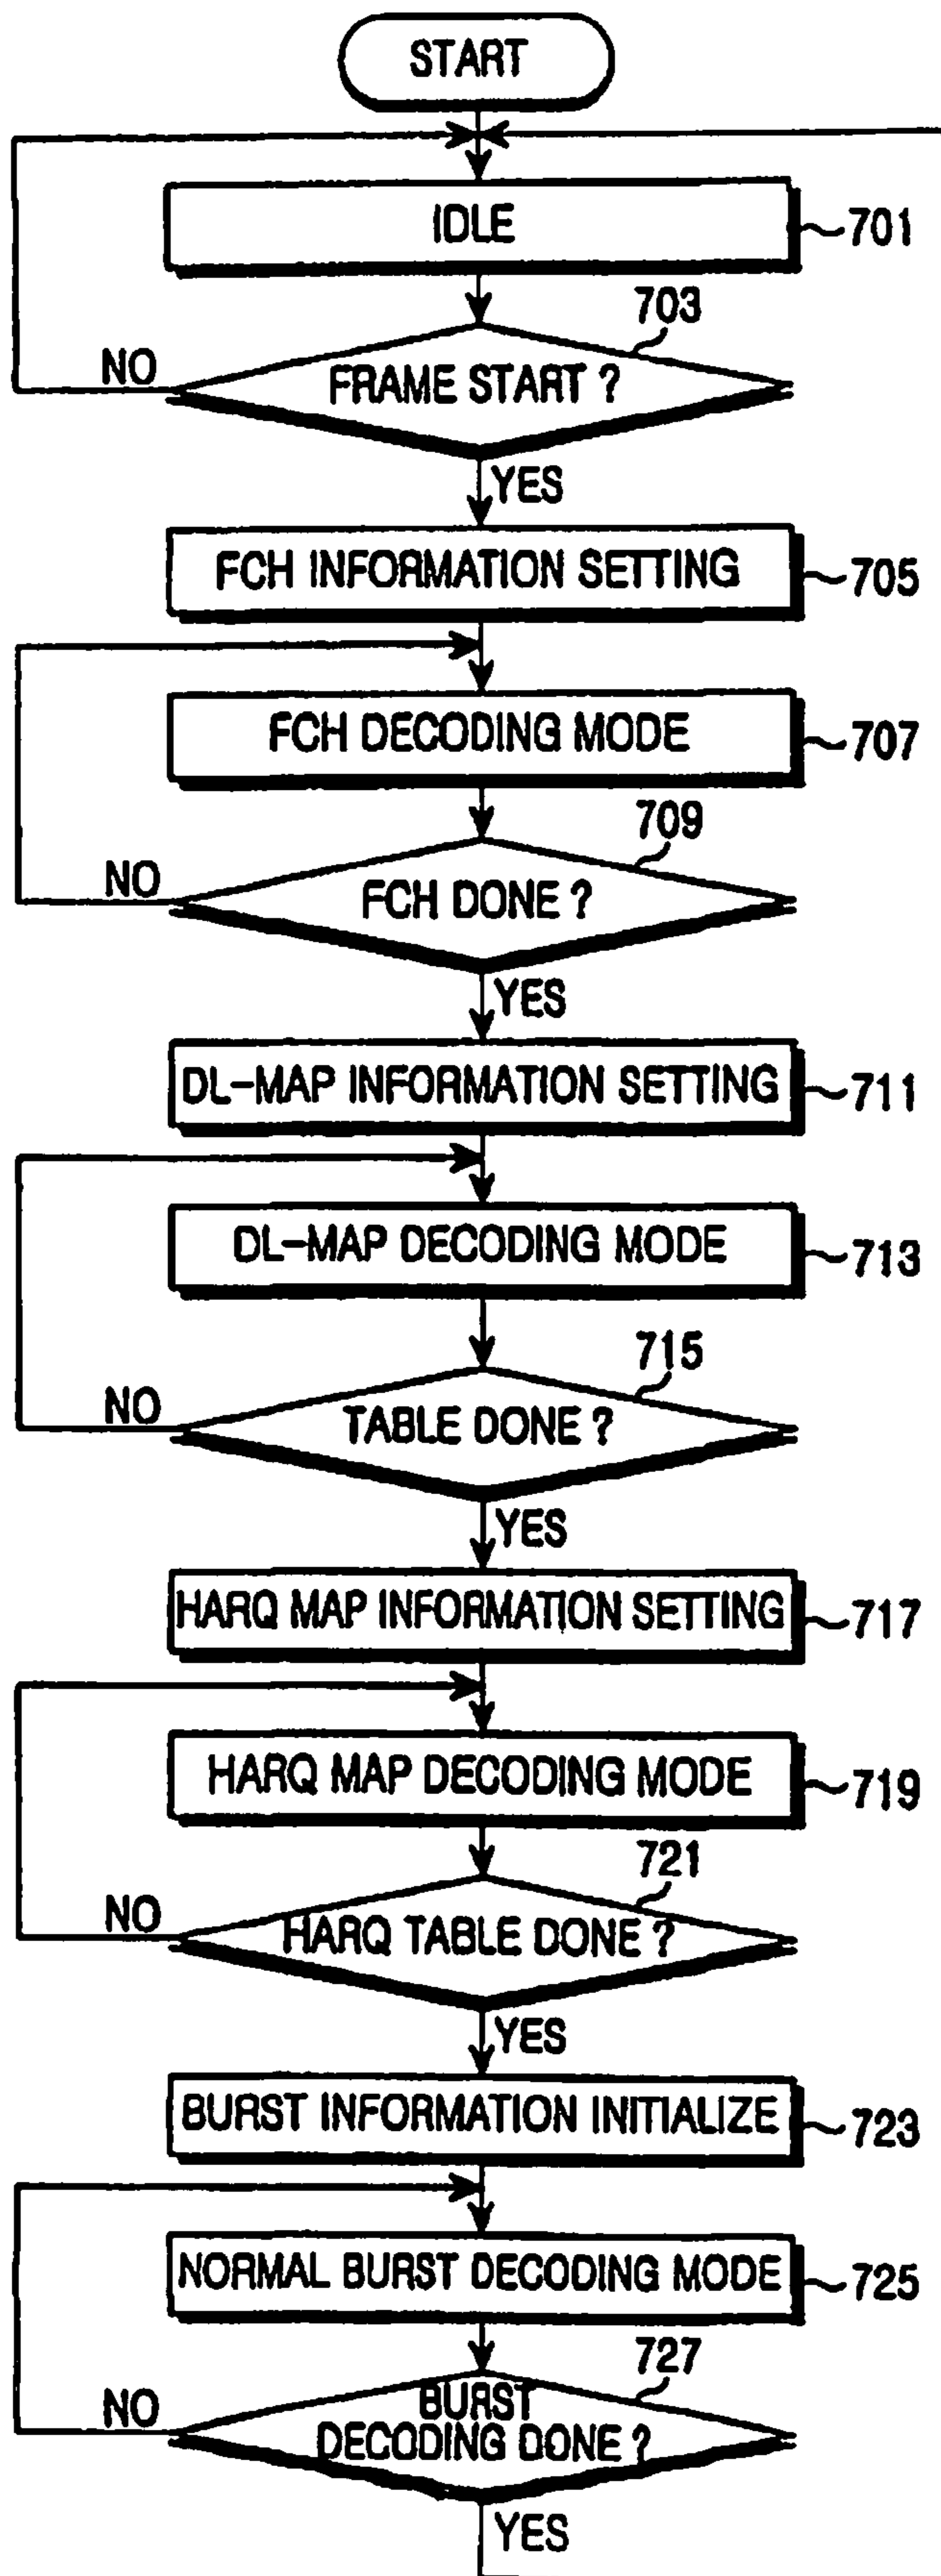 START
IDLE
701
703
FRAME START ?
NO
YES
FCH INFORMATION SETTING
705
FCH DECODING MODE
707
709
FCH DONE ?
NO
YES
DL-MAP INFORMATION SETTING
711
DL-MAP DECODING MODE
713
715
TABLE DONE ?
NO
YES
HARQ MAP INFORMATION SETTING
717
HARQ MAP DECODING MODE
719
721
HARQ TABLE DONE ?
NO
YES
BURST INFORMATION INITIALIZE
723
NORMAL BURST DECODING MODE
725
727
BURST
DECODING DONE ?
NO
YES